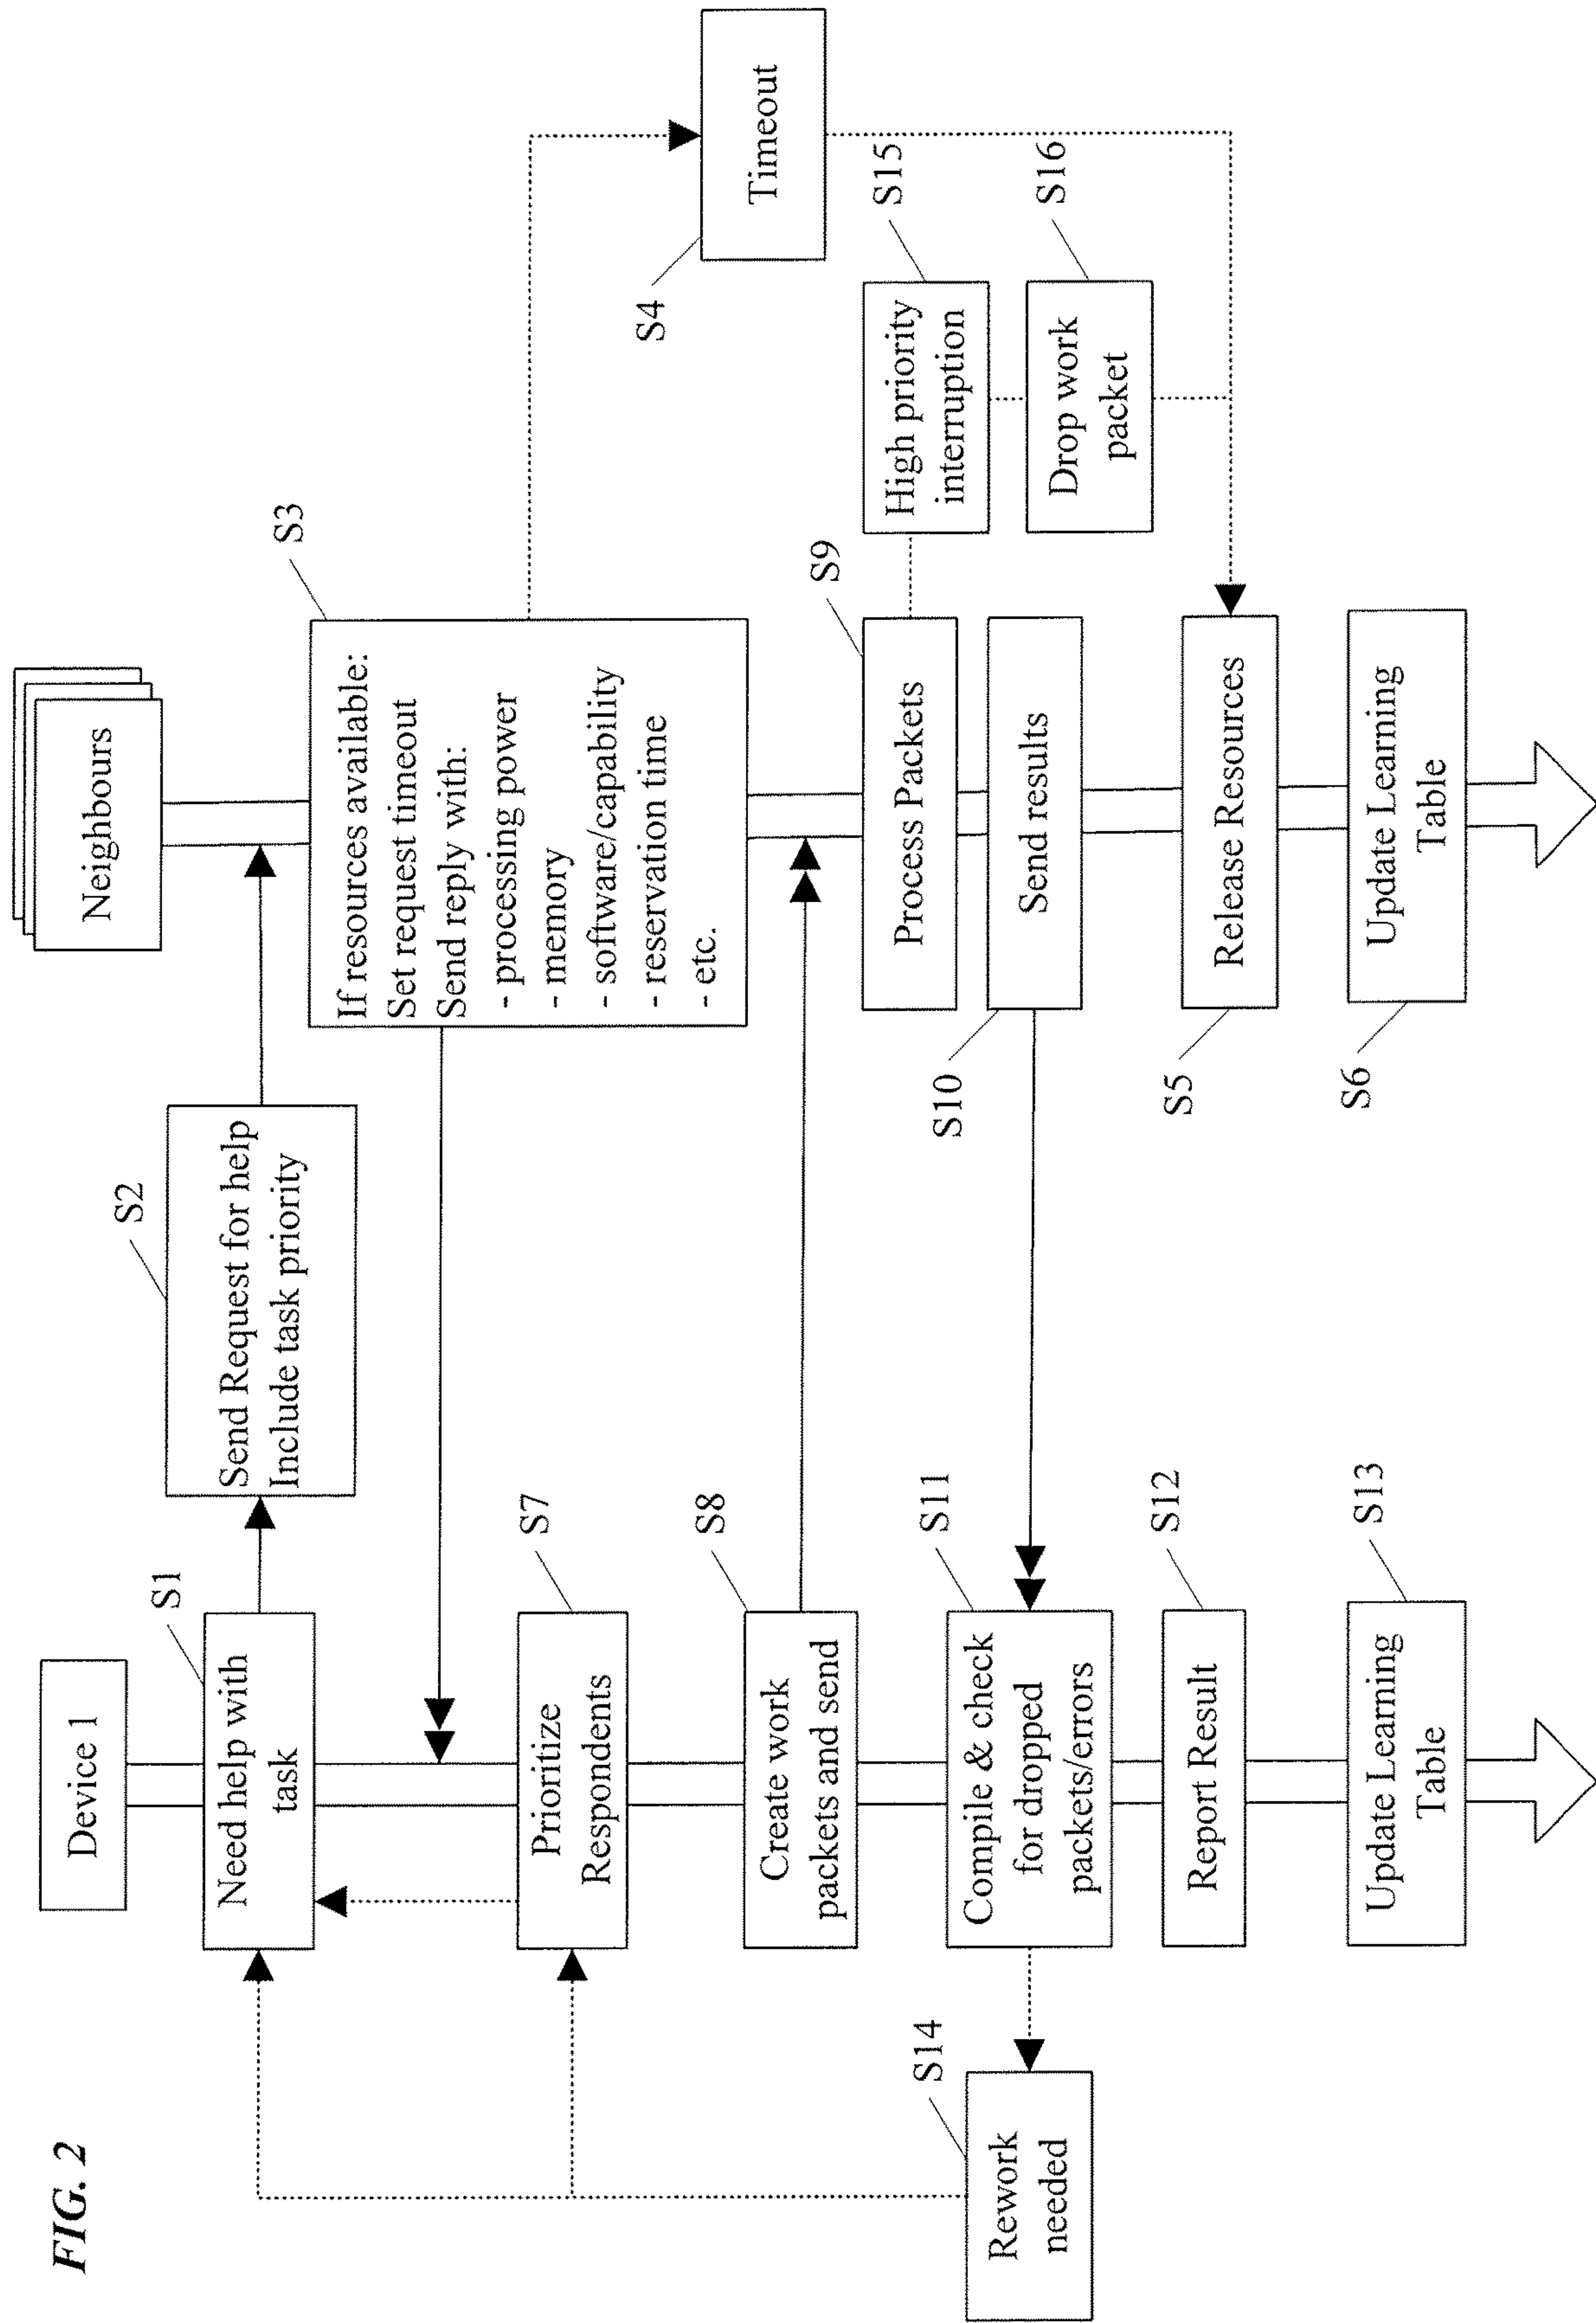 FIG. 2
Device 1
Neighbours
S1
Need help with
task
S2
Send Request for help
Include task priority
S3
If resources available:
Set request timeout
Send reply with:
- processing power
- memory
- software/capability
- reservation time
- etc.
S4
Timeout
S7
Prioritize
Respondents
S8
Create work
packets and send
S9
Process Packets
S15
High priority
interruption
S16
Drop work
packet
S10
Send results
S11
Compile & check
for dropped
packets/errors
S14
Rework
needed
S12
Report Result
S5
Release Resources
S13
Update Learning
Table
S6
Update Learning
Table